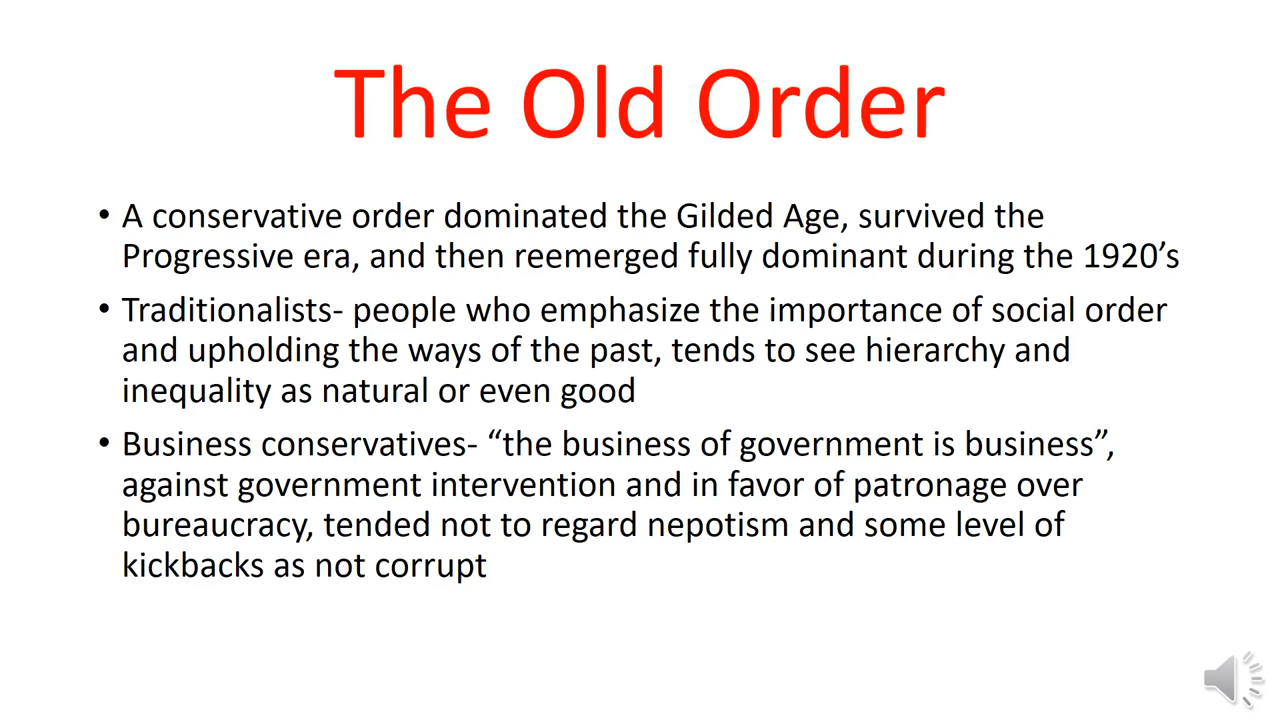 The Old Order
• A conservative order dominated the Gilded Age, survived the
Progressive era, and then reemerged fully dominant during the 1920’s
• Traditionalists- people who emphasize the importance of social order
and upholding the ways of the past, tends to see hierarchy and
inequality as natural or even good
• Business conservatives- “the business of government is business”,
against government intervention and in favor of patronage over
bureaucracy, tended not to regard nepotism and some level of
kickbacks as not corrupt